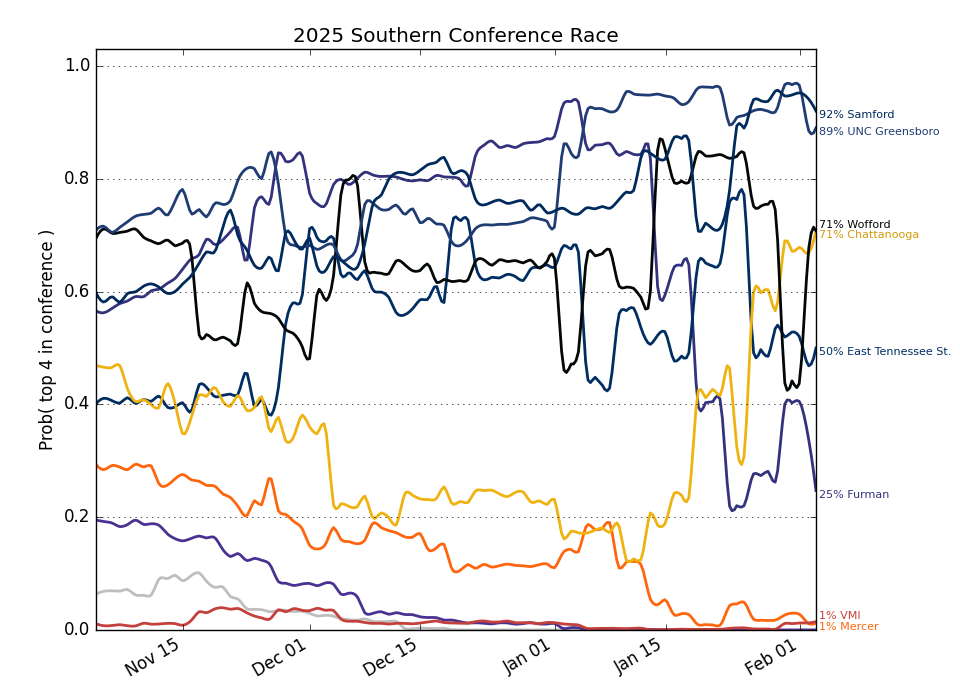 2025 Southern Conference Race
Prob( top 4 in conference )
1.0
0.8
0.6
0.4
0.2
0.0
92% Samford
89% UNC Greensboro
71% Wofford
71% Chattanooga
50% East Tennessee St.
25% Furman
1% VMI
1% Mercer
Nov 15
Dec 01
Dec 15
Jan 01
Jan 15
Feb 01